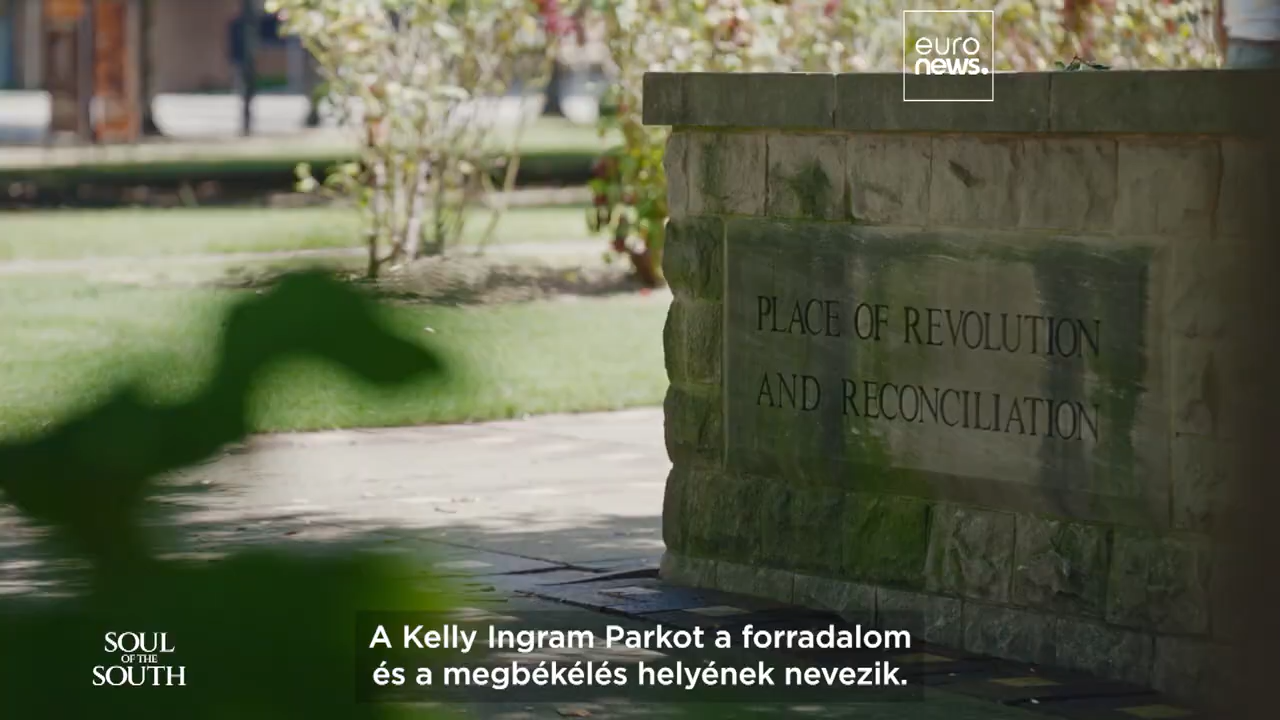 euro
news.
PLACE OF REVOLUTION
AND RECONCILIATION
SOUL
OF THE
SOUTH
A Kelly Ingram Parkot a forradalom
és a megbékélés helyének nevezik.